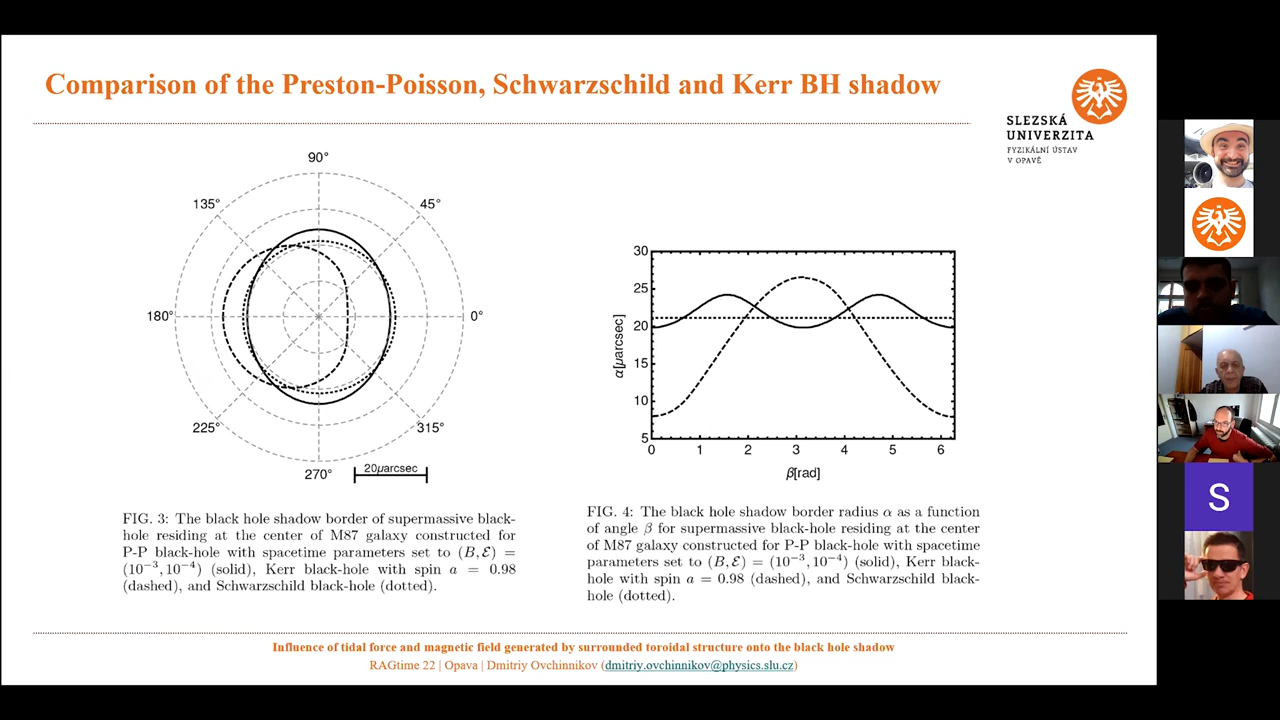 Comparison of the Preston-Poisson, Schwarzschild and Kerr BH shadow
SLEZSKÁ
UNIVERZITA
FYZIKÁLNÍ ÚSTAV
V OPAVĚ
90°
135°
45°
180°
0°
225°
315°
270°
20μarcsec
30
25
20
15
10
5
α[μarcsec]
0 1 2 3 4 5 6
β[rad]
FIG. 3: The black hole shadow border of supermassive black-
hole residing at the center of M87 galaxy constructed for
P-P black-hole with spacetime parameters set to (B, ℰ) =
(10⁻³, 10⁻⁴) (solid), Kerr black-hole with spin a = 0.98
(dashed), and Schwarzschild black-hole (dotted).
FIG. 4: The black hole shadow border radius α as a function
of angle β for supermassive black-hole residing at the center
of M87 galaxy constructed for P-P black-hole with spacetime
parameters set to (B, ℰ) = (10⁻³, 10⁻⁴) (solid), Kerr black-
hole with spin a = 0.98 (dashed), and Schwarzschild black-
hole (dotted).
Influence of tidal force and magnetic field generated by surrounded toroidal structure onto the black hole shadow
RAGtime 22 | Opava | Dmitriy Ovchinnikov (dmitriy.ovchinnikov@physics.slu.cz)
S